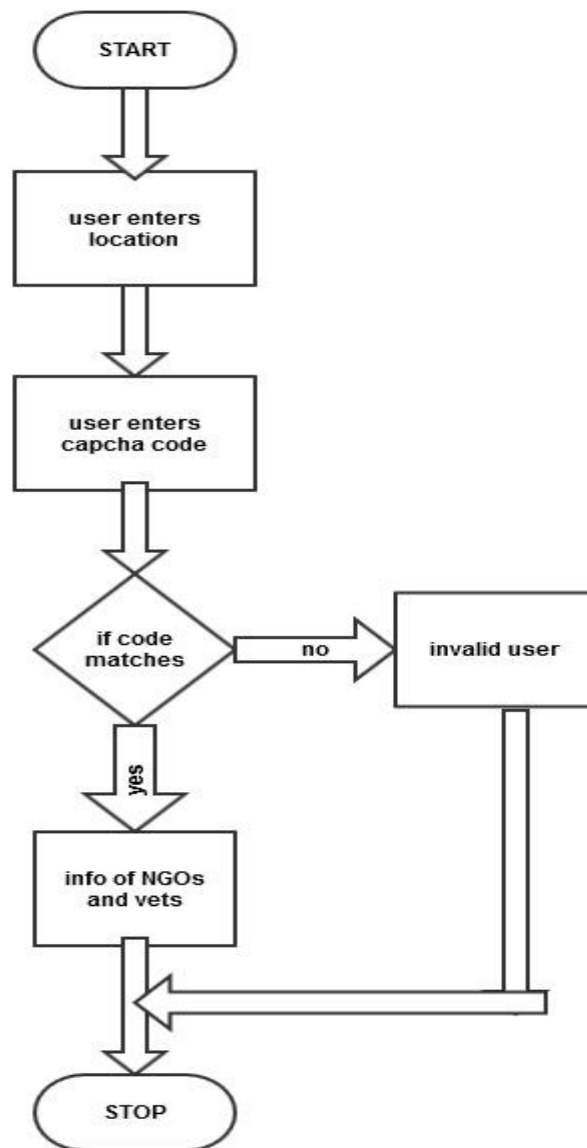 START
user enters
location
user enters
capcha code
if code
matches
no
invalid user
yes
info of NGOs
and vets
STOP